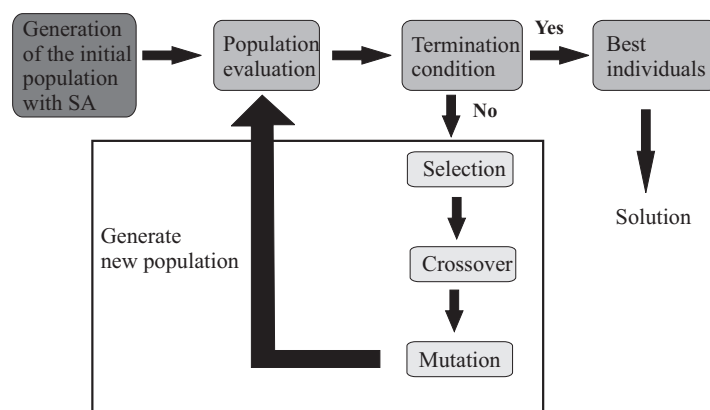 Generation
of the initial
population
with SA
Population
evaluation
Termination
condition
Yes
Best
individuals
No
Selection
Solution
Generate
new population
Crossover
Mutation